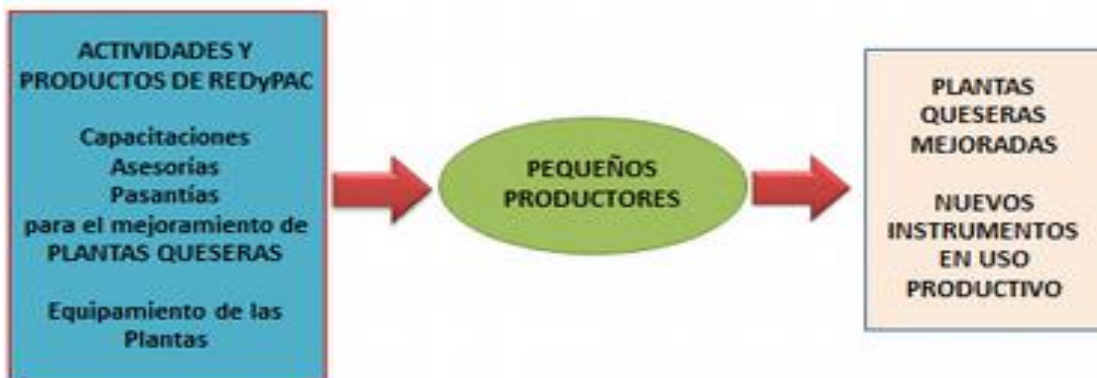 ACTIVIDADES Y
PRODUCTOS DE REDyPAC
Capacitaciones
Asesorías
Pasantías
para el mejoramiento de
PLANTAS QUESERAS
Equipamiento de las
Plantas
PEQUEÑOS
PRODUCTORES
PLANTAS
QUESERAS
MEJORADAS
NUEVOS
INSTRUMENTOS
EN USO
PRODUCTIVO